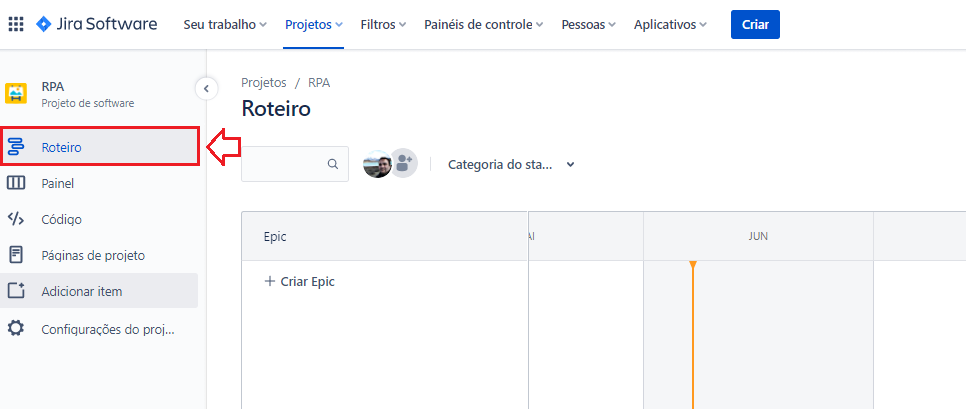 Jira Software Seu trabalho Projetos Filtros Painéis de controle Pessoas Aplicativos Criar
RPA
Projeto de software
Projetos / RPA
Roteiro
Roteiro
Painel
Código
Páginas de projeto
Adicionar item
Configurações do proj...
Categoria do sta...
Epic AI JUN
+ Criar Epic